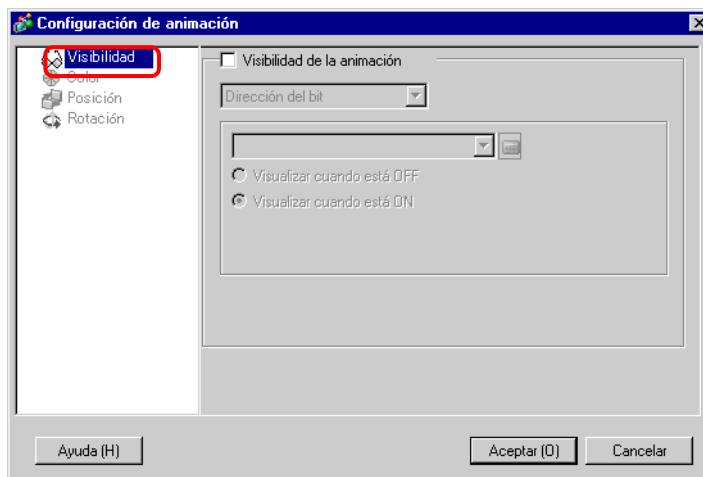 Configuración de animación
Visibilidad
Color
Posición
Rotación
Visibilidad de la animación
Dirección del bit
Visualizar cuando está OFF
Visualizar cuando está ON
Ayuda (H)
Aceptar (O)
Cancelar